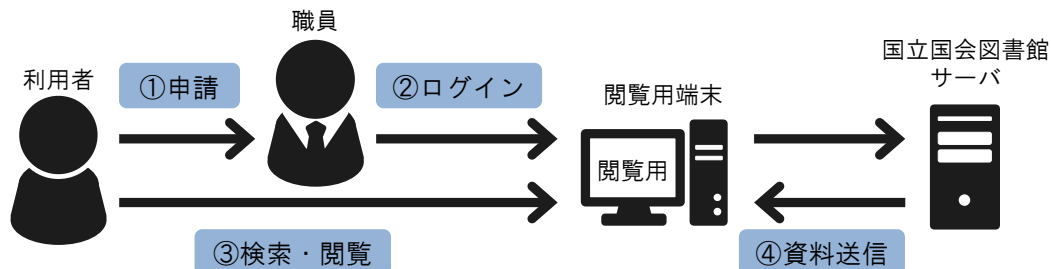 職員
国立国会図書館
サーバ
利用者
①申請
②ログイン
閲覧用端末
閲覧用
③検索・閲覧
④資料送信